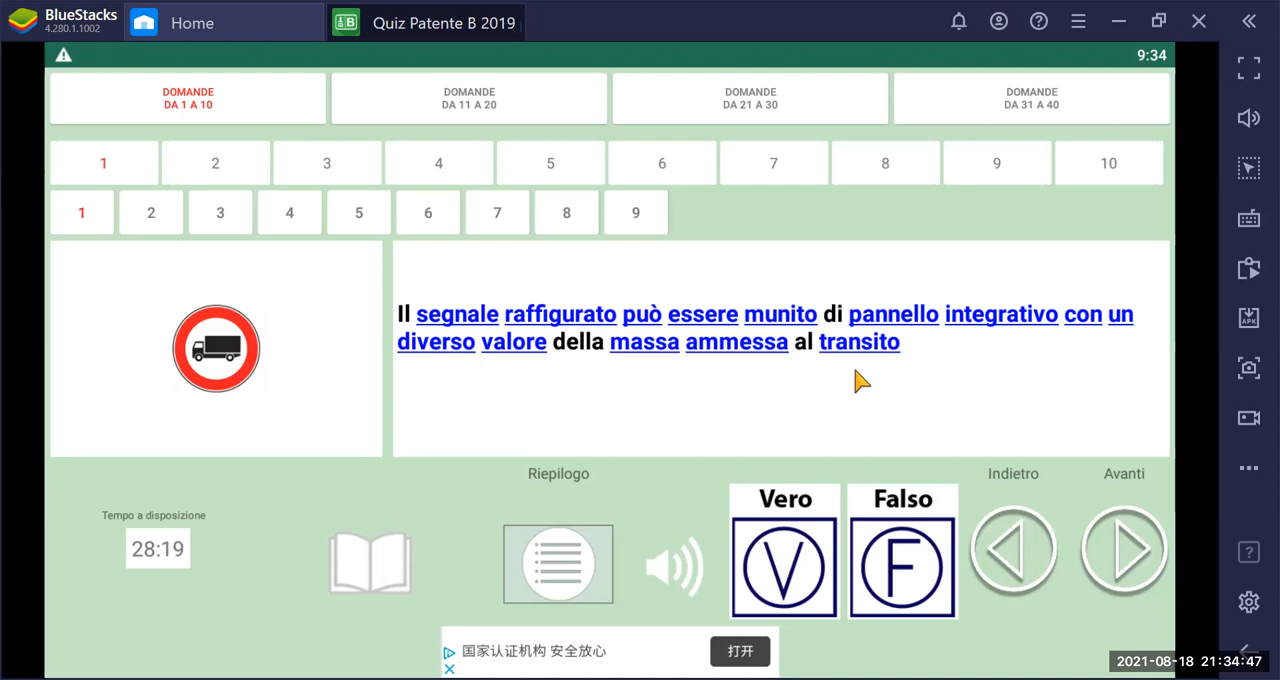 BlueStacks
4.280.1.1002
Home
Quiz Patente B 2019
9:34
DOMANDE
DA 1 A 10
DOMANDE
DA 11 A 20
DOMANDE
DA 21 A 30
DOMANDE
DA 31 A 40
1 2 3 4 5 6 7 8 9 10
1 2 3 4 5 6 7 8 9
Il segnale raffigurato può essere munito di pannello integrativo con un
diverso valore della massa ammessa al transito
Riepilogo
Indietro
Avanti
Vero
Falso
Tempo a disposizione
28:19
V
F
国家认证机构 安全放心
打开
APK
2021-08-18 21:34:47